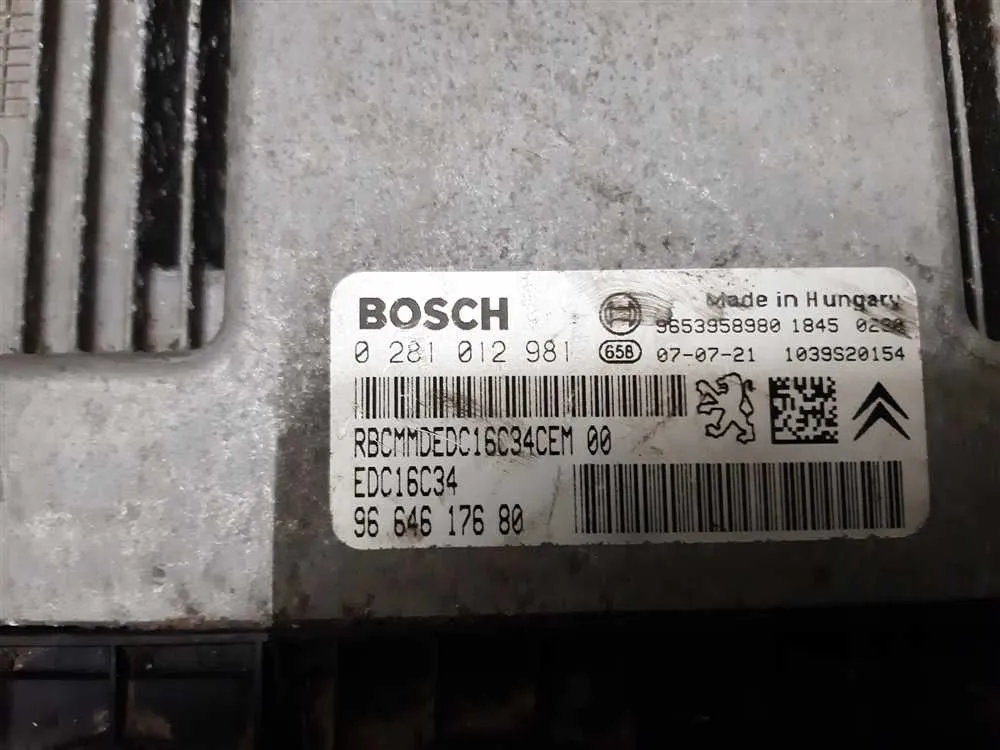 BOSCH
0 281 012 981
Made in Hungary
9653958980 1845
658 07-07-21 1039S20154
RBCMMDEDC16C34CEM 00
EDC16C34
96 646 176 80